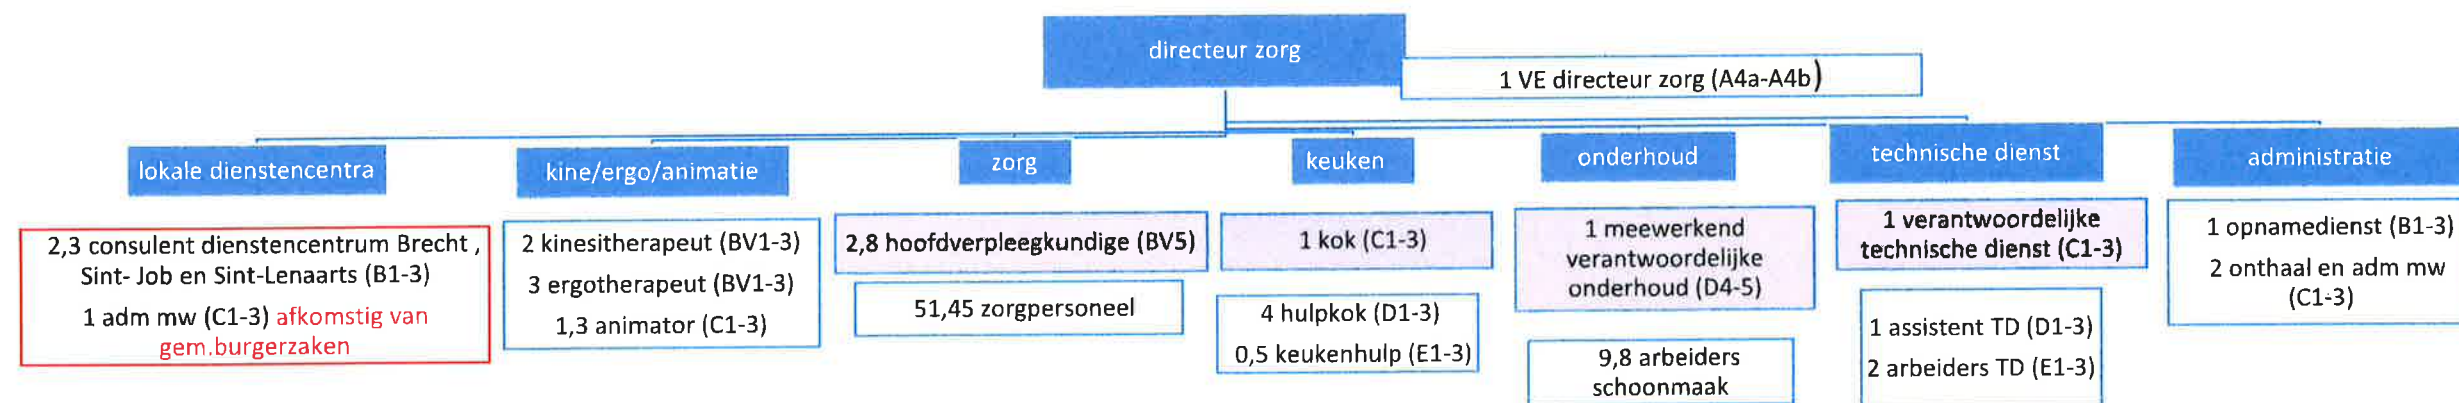 directeur zorg
1 VE directeur zorg (A4a-A4b)
lokale dienstencentra
2,3 consulent dienstencentrum Brecht ,
Sint- Job en Sint-Lenaarts (B1-3)
1 adm mw (C1-3) afkomstig van
gem.burgerzaken
kine/ergo/animatie
2 kinesitherapeut (BV1-3)
3 ergotherapeut (BV1-3)
1,3 animator (C1-3)
zorg
2,8 hoofdverpleegkundige (BV5)
51,45 zorgpersoneel
keuken
1 kok (C1-3)
4 hulpkok (D1-3)
0,5 keukenhulp (E1-3)
onderhoud
1 meewerkend
verantwoordelijke
onderhoud (D4-5)
9,8 arbeiders
schoonmaak
technische dienst
1 verantwoordelijke
technische dienst (C1-3)
1 assistent TD (D1-3)
2 arbeiders TD (E1-3)
administratie
1 opnamedienst (B1-3)
2 onthaal en adm mw
(C1-3)